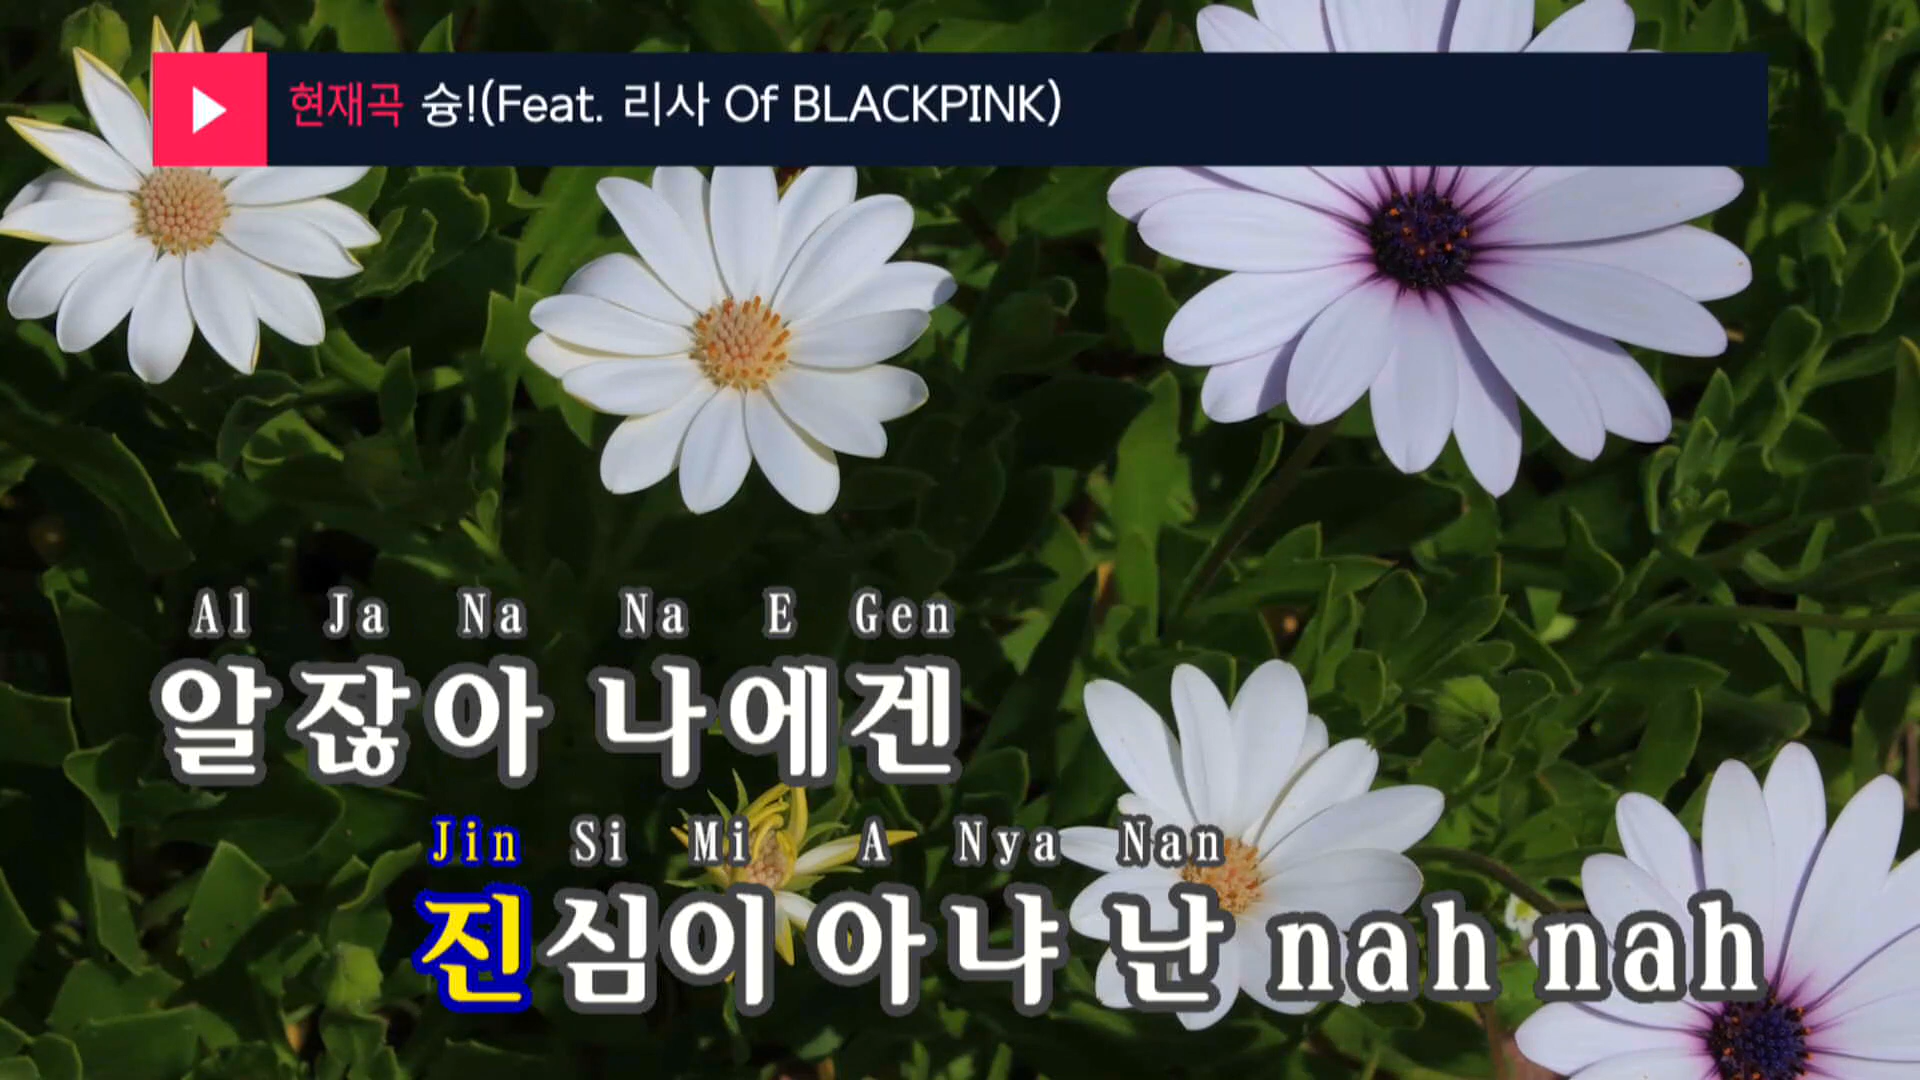 현재곡 슝!(Feat. 리사 Of BLACKPINK)
Al Ja Na Na E Gen
알잖아 나에겐
Jin Si Mi A Nya Nan
진심이 아냐 난 nah nah